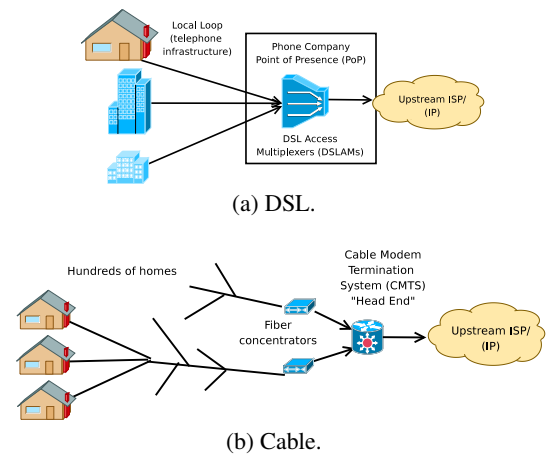 Local Loop
(telephone
infrastructure)
Phone Company
Point of Presence (PoP)
Upstream ISP/
(IP)
DSL Access
Multiplexers (DSLAMs)
(a) DSL.
Hundreds of homes
Cable Modem
Termination
System (CMTS)
"Head End"
Fiber
concentrators
Upstream ISP/
(IP)
(b) Cable.